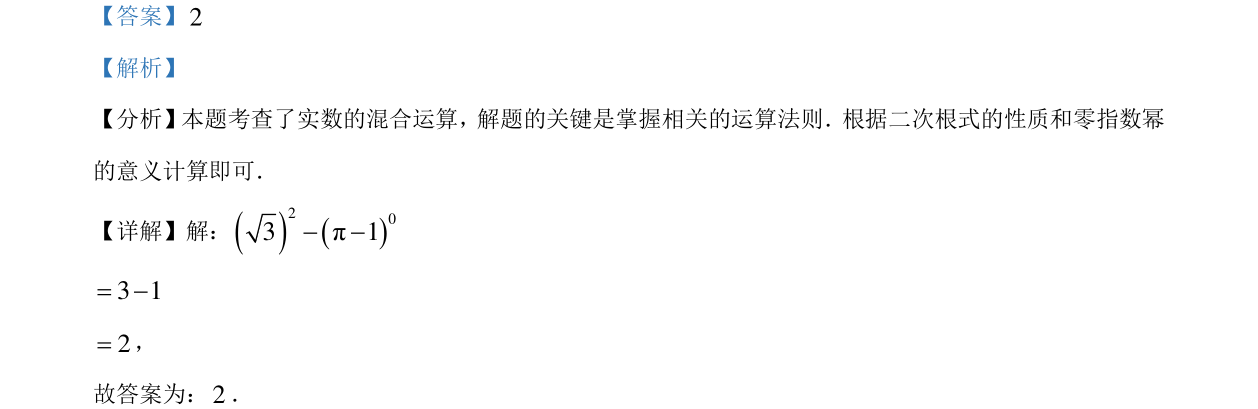 【答案】2
【解析】
【分析】本题考查了实数的混合运算，解题的关键是掌握相关的运算法则．根据二次根式的性质和零指数幂
的意义计算即可．
【详解】解：(√3)² −(π−1)⁰
=3−1
=2，
故答案为：2．